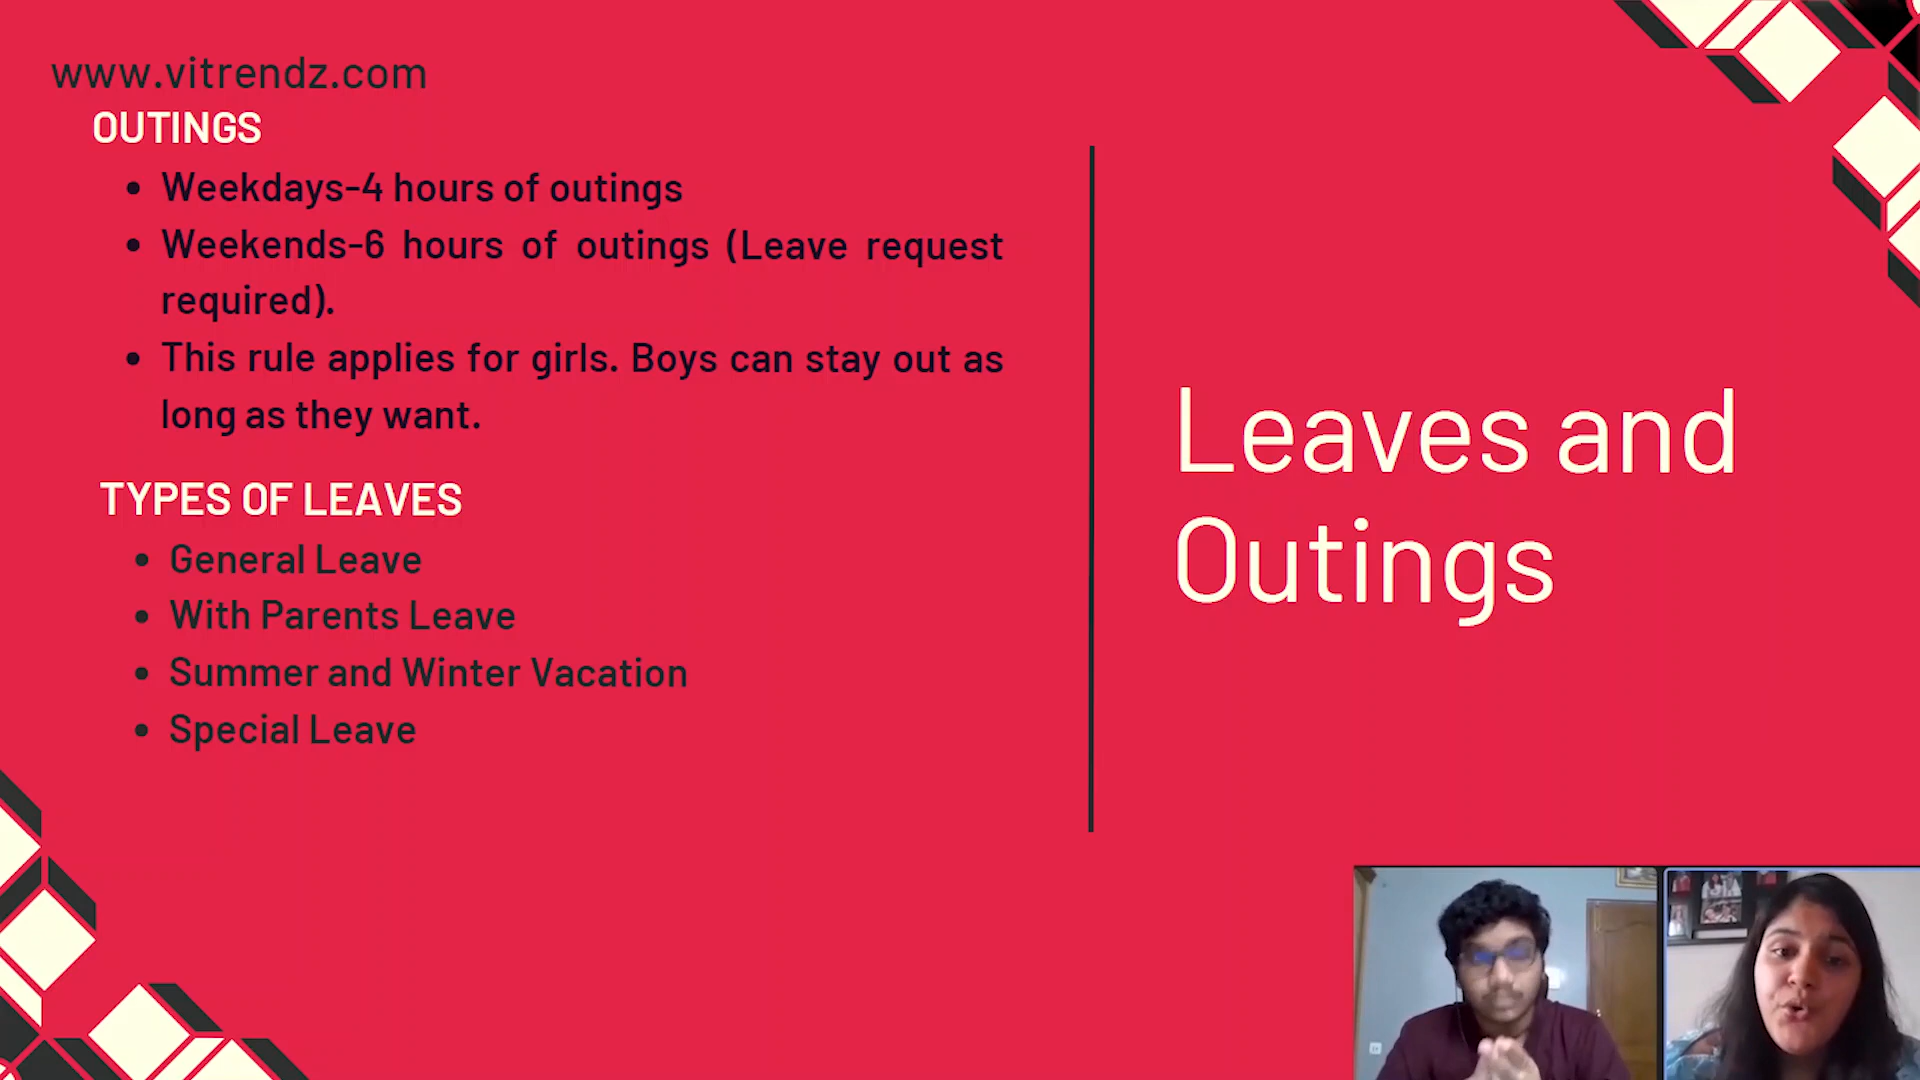 www.vitrendz.com
OUTINGS
• Weekdays-4 hours of outings
• Weekends-6 hours of outings (Leave request
required).
• This rule applies for girls. Boys can stay out as
long as they want.
TYPES OF LEAVES
• General Leave
• With Parents Leave
• Summer and Winter Vacation
• Special Leave
Leaves and
Outings